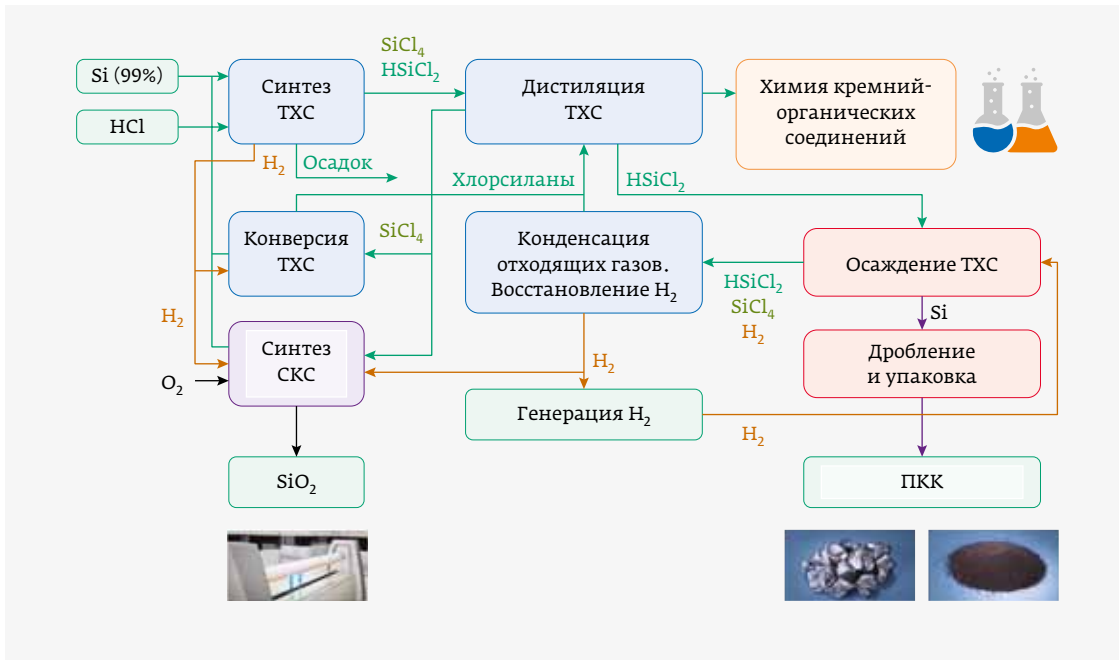 Si (99%)
HCl
Синтез
ТХС
SiCl₄
HSiCl₂
Дистиляция
ТХС
Химия кремний-
органических
соединений
H₂
Осадок
Хлорсиланы
HSiCl₂
Конверсия
ТХС
SiCl₄
Конденсация
отходящих газов.
Восстановление H₂
Осаждение ТХС
HSiCl₂
SiCl₄
H₂
Si
H₂
Синтез
СКС
O₂
H₂
Дробление
и упаковка
Генерация H₂
H₂
SiO₂
ПКК